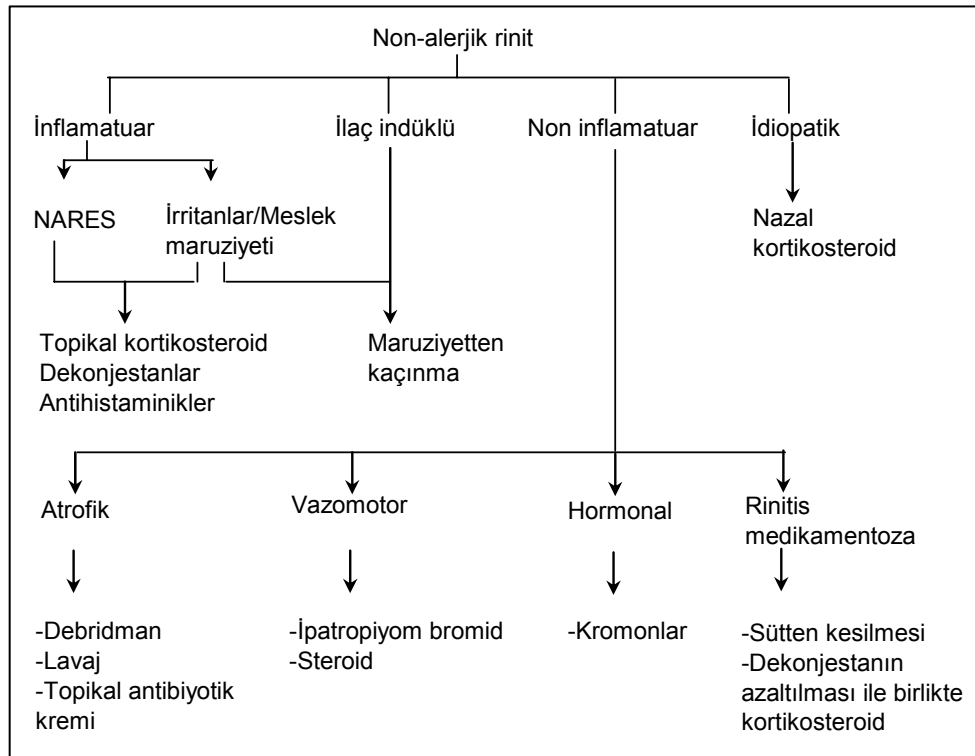 Non-alerjik rinit
İnflamatuar
İlaç indüklü
Non inflamatuar
İdiopatik
NARES
İrritanlar/Meslek
maruziyeti
Nazal
kortikosteroid
Topikal kortikosteroid
Dekonjestanlar
Antihistaminikler
Maruziyetten
kaçınma
Atrofik
Vazomotor
Hormonal
Rinitis
medikamentoza
-Debridman
-Lavaj
-Topikal antibiyotik
kremi
-İpatropiyom bromid
-Steroid
-Kromonlar
-Sütten kesilmesi
-Dekonjestanın
azaltılması ile birlikte
kortikosteroid